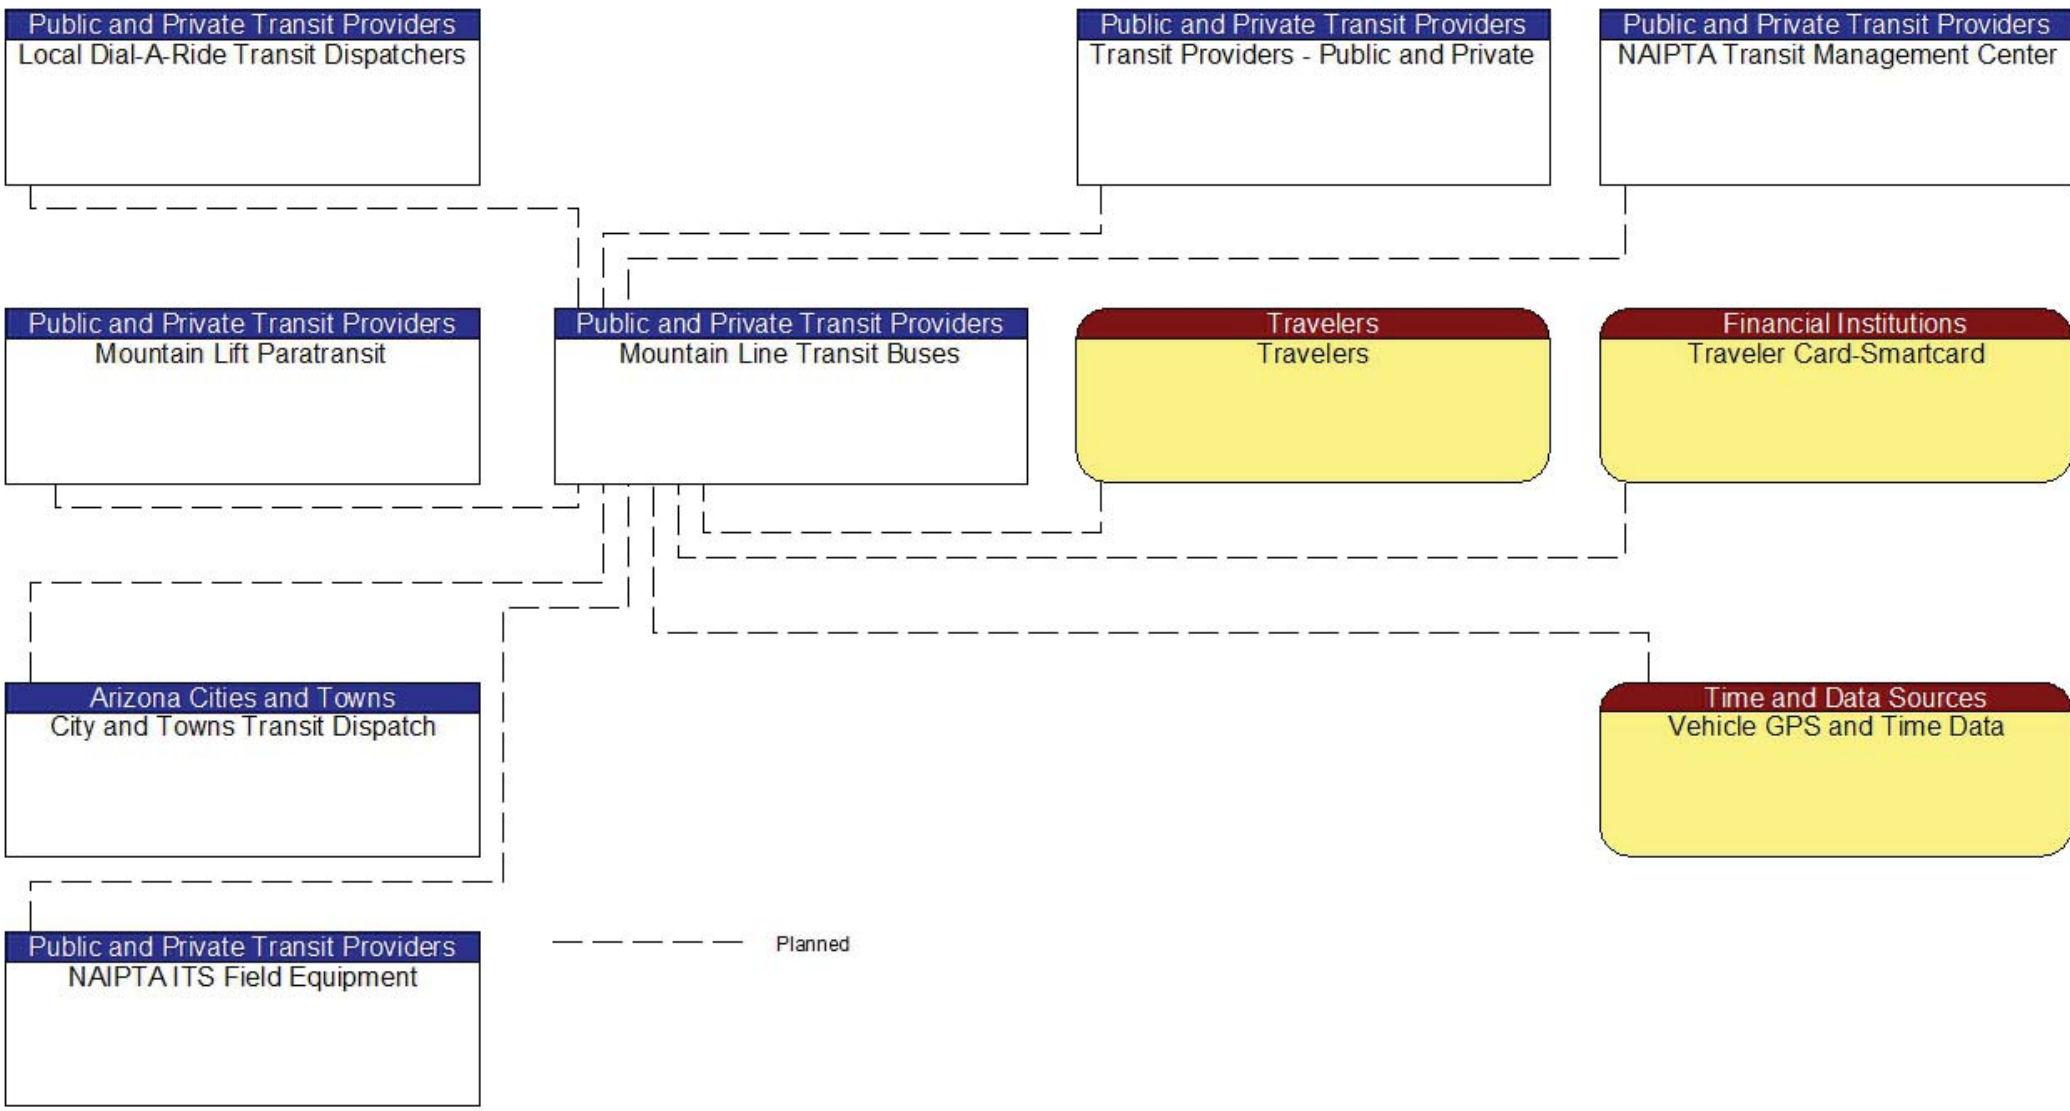 Public and Private Transit Providers
Local Dial-A-Ride Transit Dispatchers
Public and Private Transit Providers
Transit Providers - Public and Private
Public and Private Transit Providers
NAIPTA Transit Management Center
Public and Private Transit Providers
Mountain Lift Paratransit
Public and Private Transit Providers
Mountain Line Transit Buses
Travelers
Travelers
Financial Institutions
Traveler Card-Smartcard
Arizona Cities and Towns
City and Towns Transit Dispatch
Time and Data Sources
Vehicle GPS and Time Data
Public and Private Transit Providers
NAIPTA ITS Field Equipment
Planned